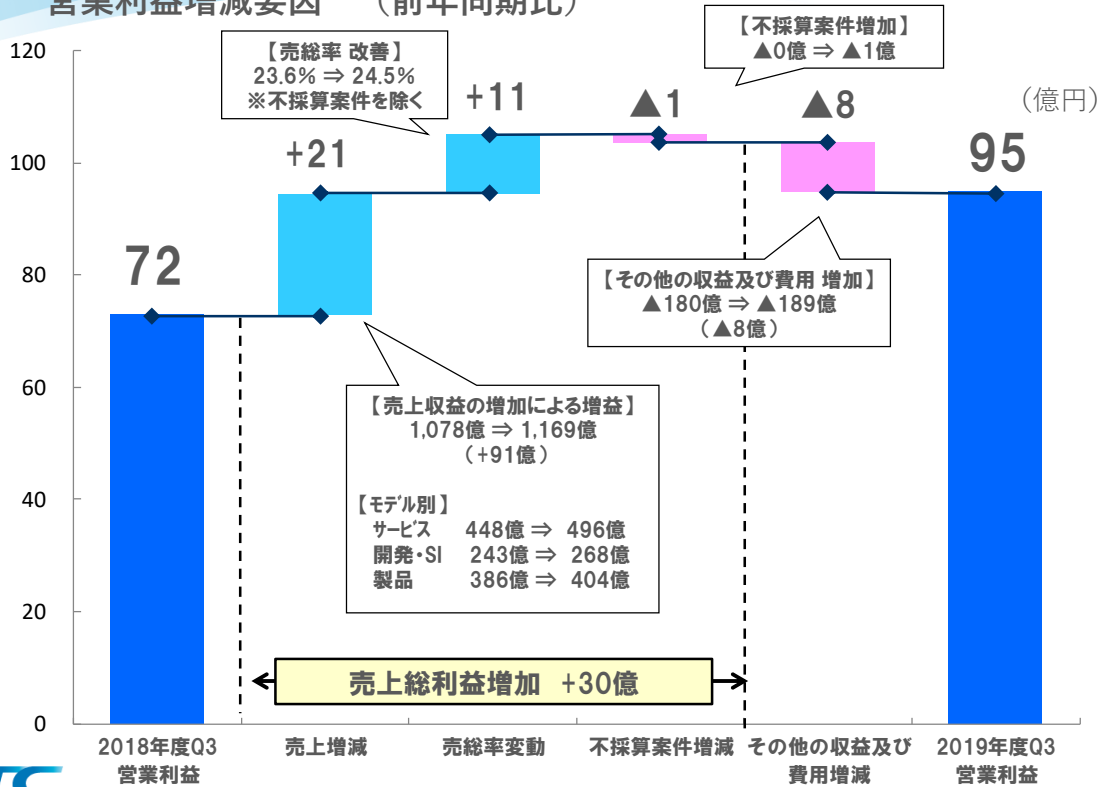 営業利益増減要因 （前年同期比）
（億円）
120
100
80
60
40
20
0
72
+21
+11
▲1
▲8
95
【売総率 改善】
23.6% ⇒ 24.5%
※不採算案件を除く
【不採算案件増加】
▲0億 ⇒ ▲1億
【その他の収益及び費用 増加】
▲180億 ⇒ ▲189億
（▲8億）
【売上収益の増加による増益】
1,078億 ⇒ 1,169億
（+91億）
【モデル別】
サービス 448億 ⇒ 496億
開発・SI 243億 ⇒ 268億
製品 386億 ⇒ 404億
売上総利益増加 +30億
2018年度Q3
営業利益
売上増減
売総率変動
不採算案件増減
その他の収益及び
費用増減
2019年度Q3
営業利益